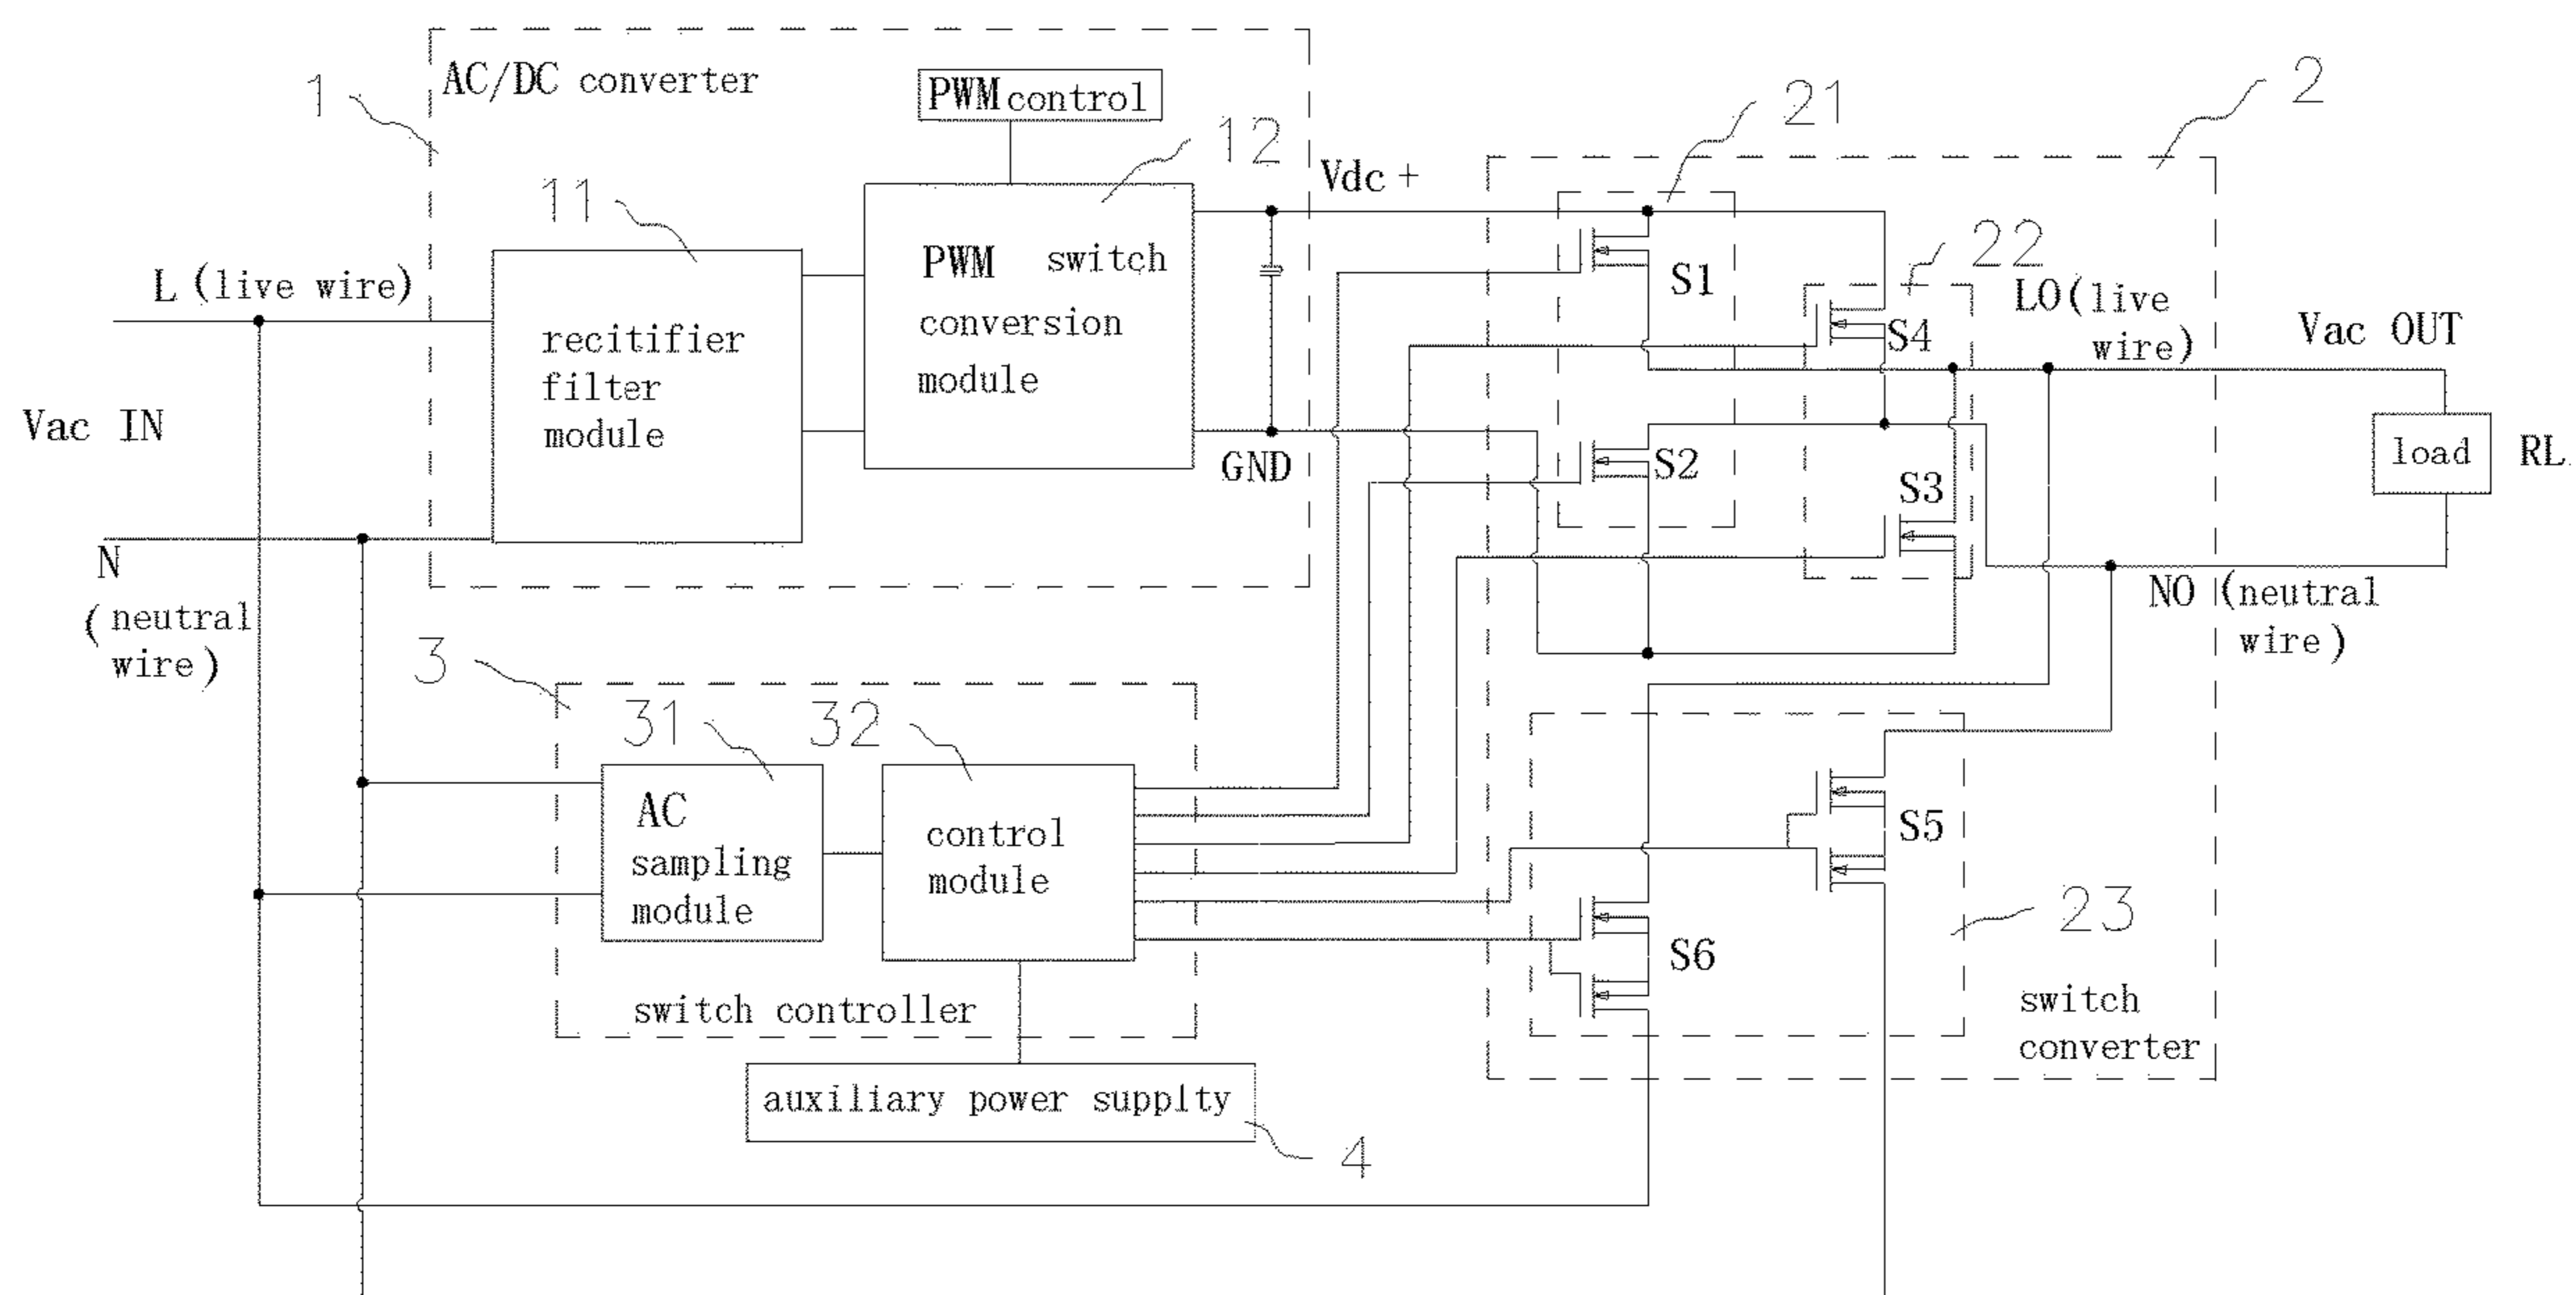 1
AC/DC converter
PWM control
12
11
Vdc +
21
2
22
L (live wire)
recitifier
filter
module
PWM switch
conversion
module
S1
S4
LO(live
wire)
Vac OUT
Vac IN
GND
S2
S3
load
RL
N
(neutral
wire)
NO (neutral
wire)
3
31
32
AC
sampling
module
control
module
switch controller
S5
S6
23
switch
converter
auxiliary power supplty
4